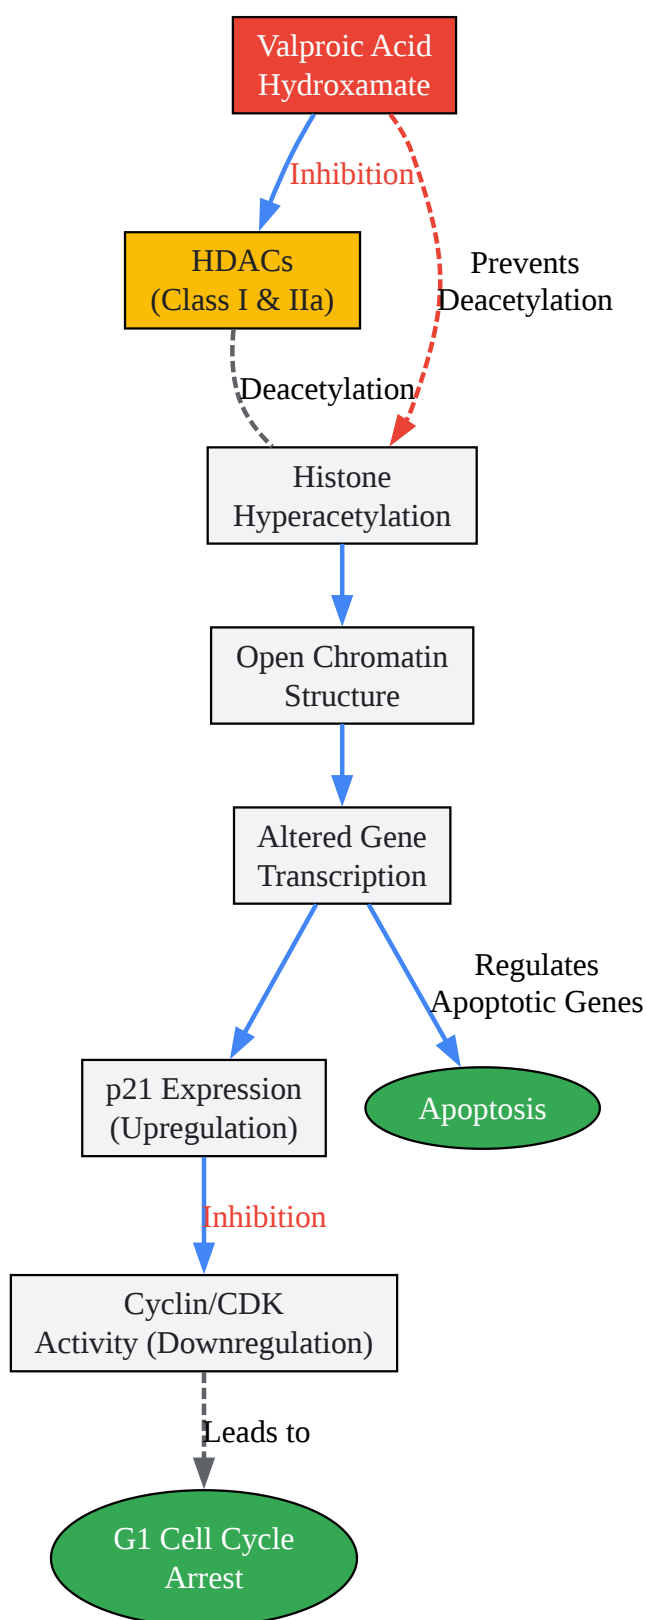 Valproic Acid
Hydroxamate
Inhibition
HDACs
(Class I & IIa)
Prevents
Deacetylation
Deacetylation
Histone
Hyperacetylation
Open Chromatin
Structure
Altered Gene
Transcription
Regulates
Apoptotic Genes
p21 Expression
(Upregulation)
Apoptosis
Inhibition
Cyclin/CDK
Activity (Downregulation)
Leads to
G1 Cell Cycle
Arrest